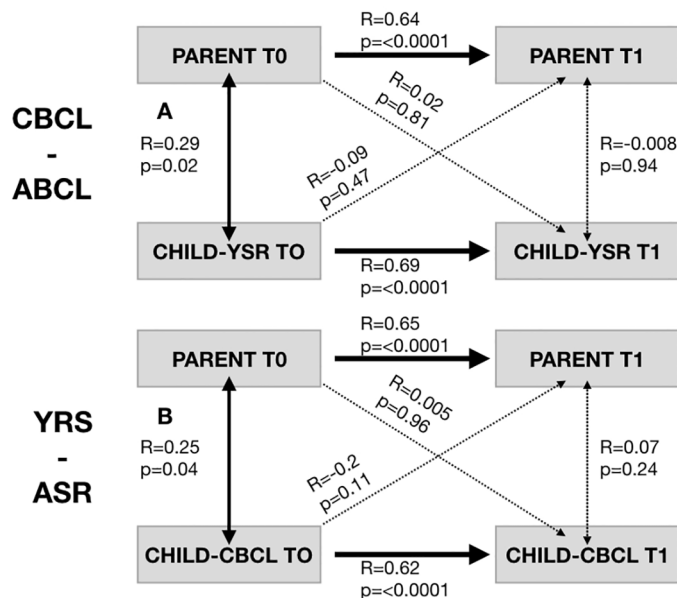 R=0.64
p=<0.0001
PARENT T0
PARENT T1
A
CBCL
-
ABCL
R=0.29
p=0.02
R=0.02
p=0.81
R=-0.09
p=0.47
R=-0.008
p=0.94
CHILD-YSR TO
CHILD-YSR T1
R=0.69
p=<0.0001
R=0.65
p=<0.0001
PARENT T0
PARENT T1
B
YRS
-
ASR
R=0.25
p=0.04
R=0.005
p=0.96
R=-0.2
p=0.11
R=0.07
p=0.24
CHILD-CBCL TO
CHILD-CBCL T1
R=0.62
p=<0.0001